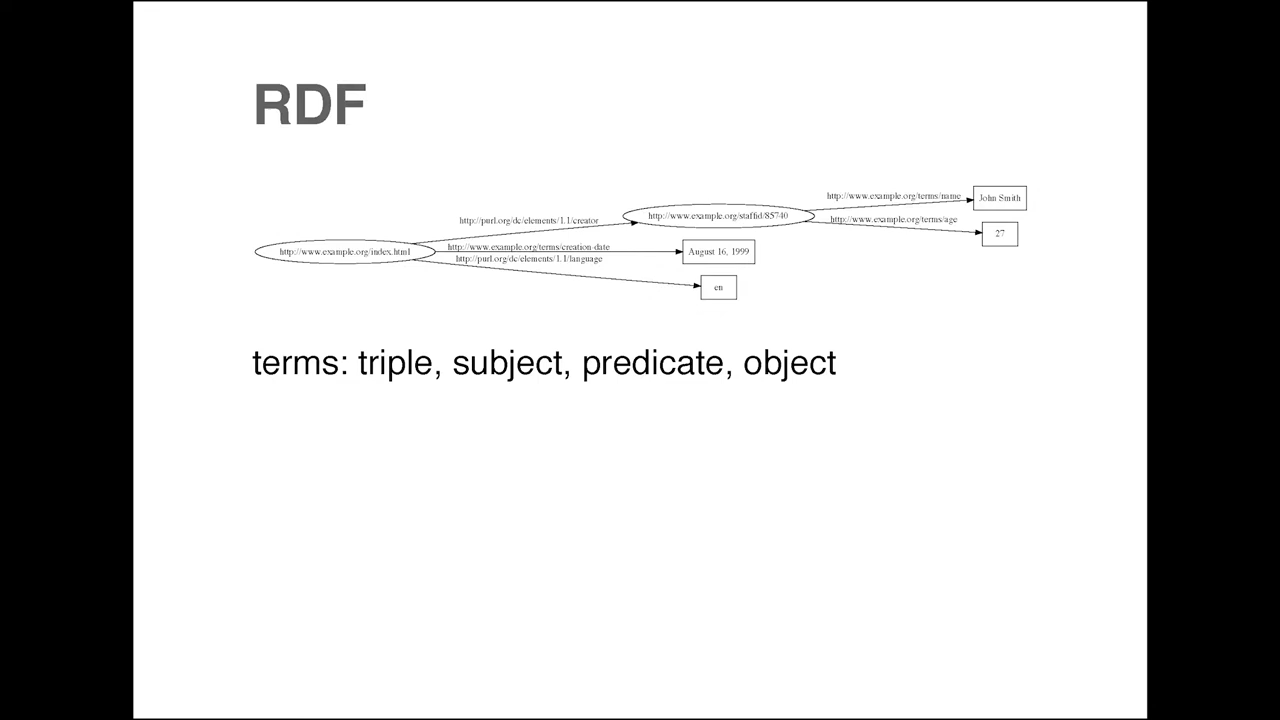 RDF
http://www.example.org/terms/name
John Smith
http://purl.org/dc/elements/1.1/creator
http://www.example.org/staffid/85740
http://www.example.org/terms/age
27
http://www.example.org/index.html
http://www.example.org/terms/creation-date
August 16, 1999
http://purl.org/dc/elements/1.1/language
en
terms: triple, subject, predicate, object